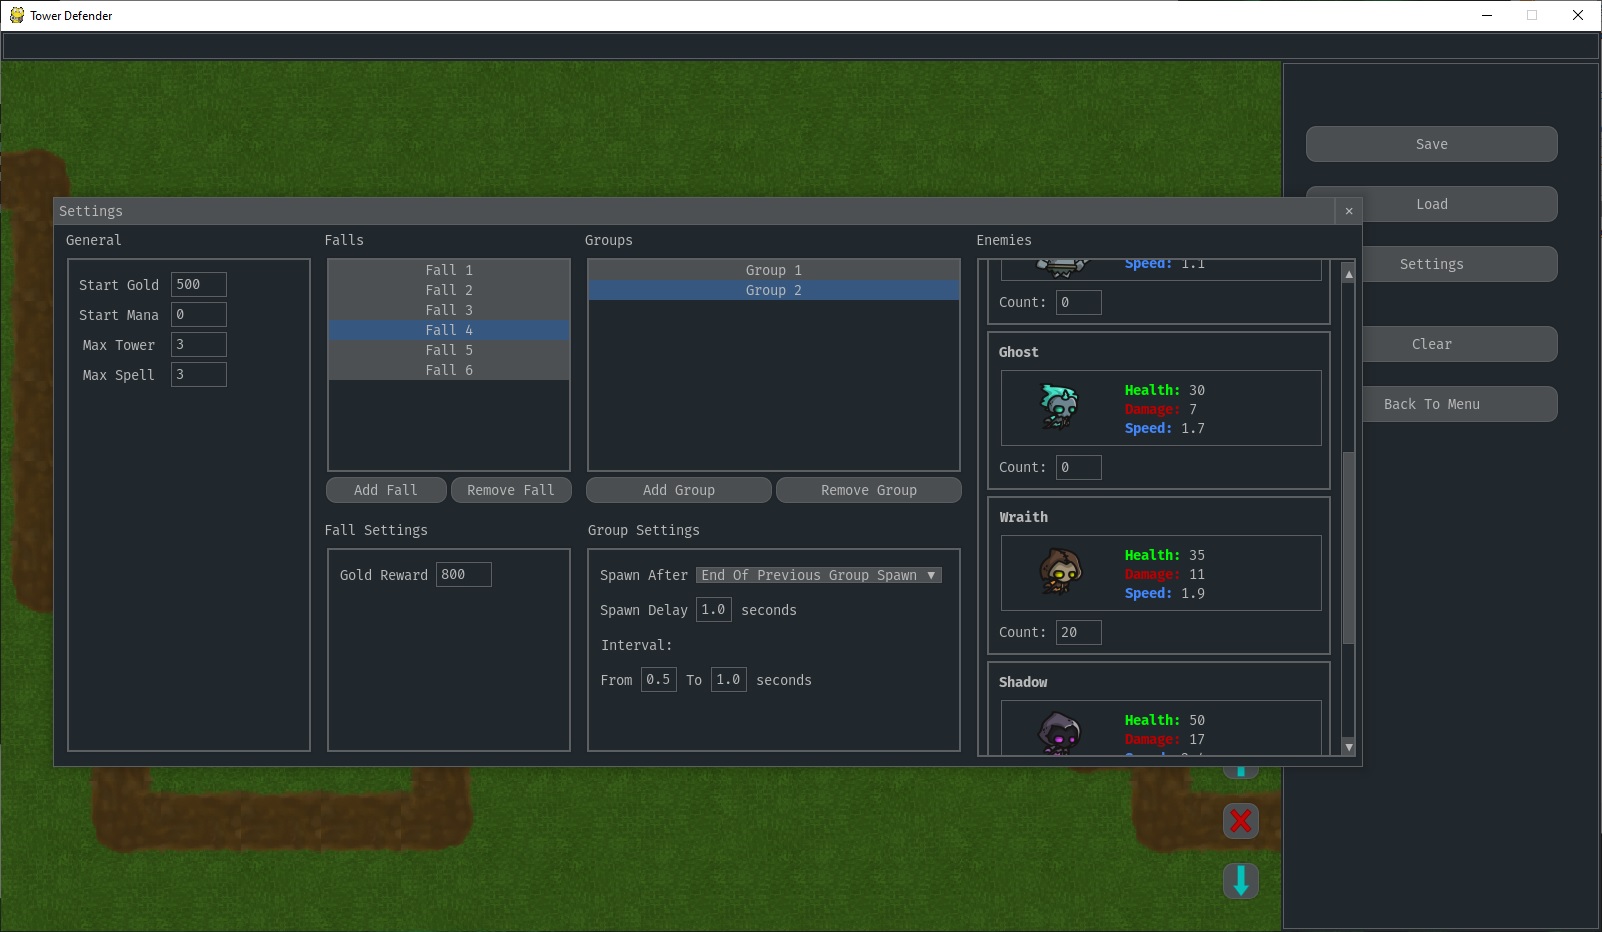 Tower Defender
Save
Load
Settings
Clear
Back To Menu
Settings
General
Start Gold 500
Start Mana 0
Max Tower 3
Max Spell 3
Falls
Fall 1
Fall 2
Fall 3
Fall 4
Fall 5
Fall 6
Add Fall Remove Fall
Fall Settings
Gold Reward 800
Groups
Group 1
Group 2
Add Group Remove Group
Group Settings
Spawn After End Of Previous Group Spawn ▼
Spawn Delay 1.0 seconds
Interval:
From 0.5 To 1.0 seconds
Enemies
Speed: 1.1
Count: 0
Ghost
Health: 30
Damage: 7
Speed: 1.7
Count: 0
Wraith
Health: 35
Damage: 11
Speed: 1.9
Count: 20
Shadow
Health: 50
Damage: 17